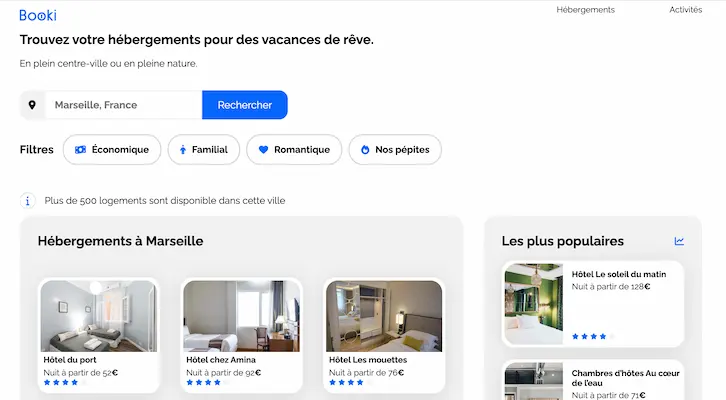 Booki
Hébergements
Activités
Trouvez votre hébergements pour des vacances de rêve.
En plein centre-ville ou en pleine nature.
Marseille, France
Rechercher
Filtres
Économique
Familial
Romantique
Nos pépites
Plus de 500 logements sont disponible dans cette ville
Hébergements à Marseille
Hôtel du port
Nuit à partir de 52€
Hôtel chez Amina
Nuit à partir de 92€
Hôtel Les mouettes
Nuit à partir de 76€
Les plus populaires
Hôtel Le soleil du matin
Nuit à partir de 128€
Chambres d'hôtes Au cœur
de l'eau
Nuit à partir de 71€